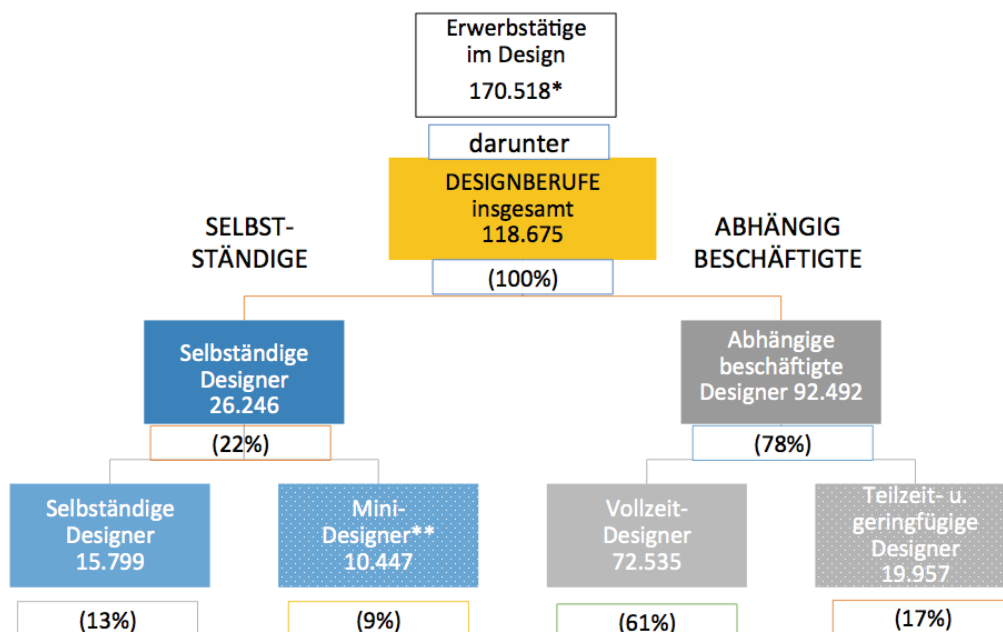 Erwerbstätige
im Design
170.518*
darunter
DESIGNBERUFE
insgesamt
118.675
(100%)
SELBST-
STÄNDIGE
ABHÄNGIG
BESCHÄFTIGTE
Selbständige
Designer
26.246
(22%)
Abhängige
beschäftigte
Designer 92.492
(78%)
Selbständige
Designer
15.799
(13%)
Mini-
Designer**
10.447
(9%)
Vollzeit-
Designer
72.535
(61%)
Teilzeit- u.
geringfügige
Designer
19.957
(17%)